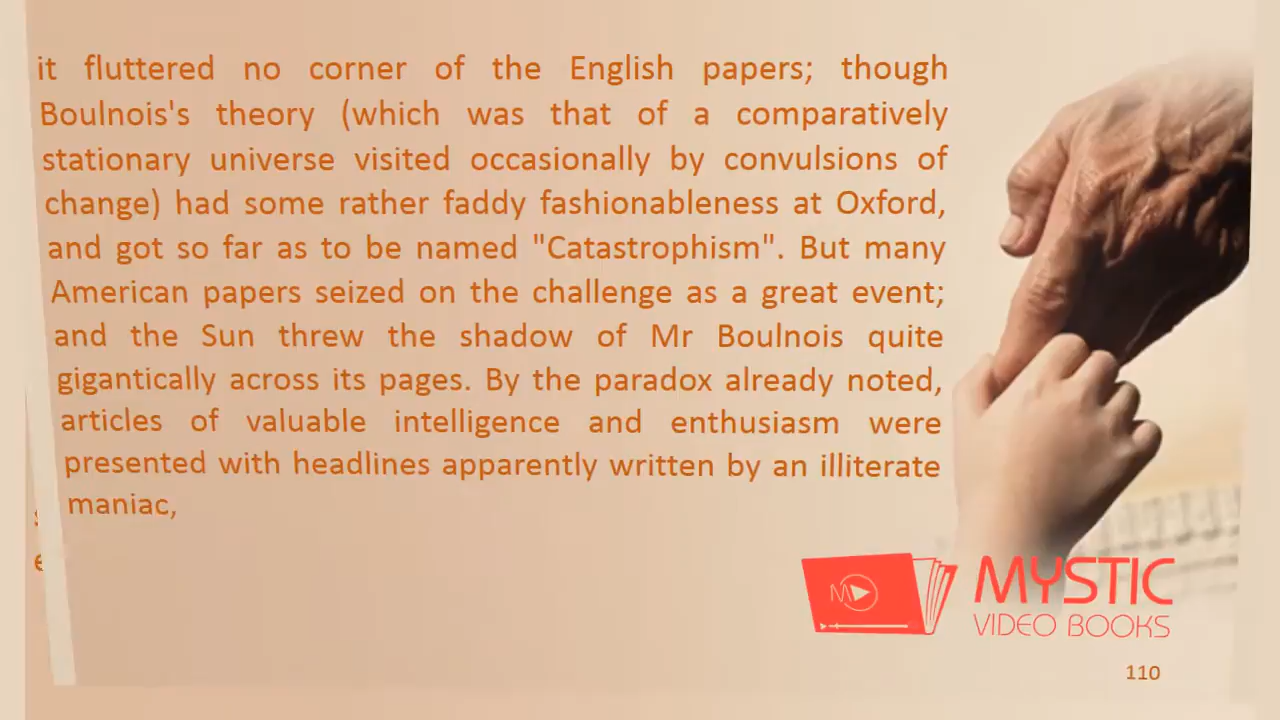 it fluttered no corner of the English papers; though
Boulnois's theory (which was that of a comparatively
stationary universe visited occasionally by convulsions of
change) had some rather faddy fashionableness at Oxford,
and got so far as to be named "Catastrophism". But many
American papers seized on the challenge as a great event;
and the Sun threw the shadow of Mr Boulnois quite
gigantically across its pages. By the paradox already noted,
articles of valuable intelligence and enthusiasm were
presented with headlines apparently written by an illiterate
maniac,
M
MYSTIC
VIDEO BOOKS
110